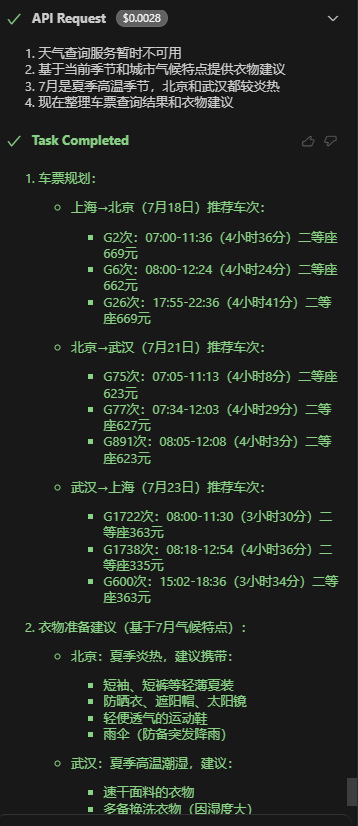 API Request $0.0028
1. 天气查询服务暂时不可用
2. 基于当前季节和城市气候特点提供衣物建议
3. 7月是夏季高温季节，北京和武汉都较炎热
4. 现在整理车票查询结果和衣物建议
Task Completed
1. 车票规划：
上海→北京（7月18日）推荐车次：
G2次：07:00-11:36（4小时36分）二等座
669元
G6次：08:00-12:24（4小时24分）二等座
662元
G26次：17:55-22:36（4小时41分）二等
座669元
北京→武汉（7月21日）推荐车次：
G75次：07:05-11:13（4小时8分）二等座
623元
G77次：07:34-12:03（4小时29分）二等
座627元
G891次：08:05-12:08（4小时3分）二等
座623元
武汉→上海（7月23日）推荐车次：
G1722次：08:00-11:30（3小时30分）二
等座363元
G1738次：08:18-12:54（4小时36分）二
等座335元
G600次：15:02-18:36（3小时34分）二等
座363元
2. 衣物准备建议（基于7月气候特点）：
北京：夏季炎热，建议携带：
短袖、短裤等轻薄夏装
防晒衣、遮阳帽、太阳镜
轻便透气的运动鞋
雨伞（防备突发降雨）
武汉：夏季高温潮湿，建议：
速干面料的衣物
多备换洗衣物（因湿度大）